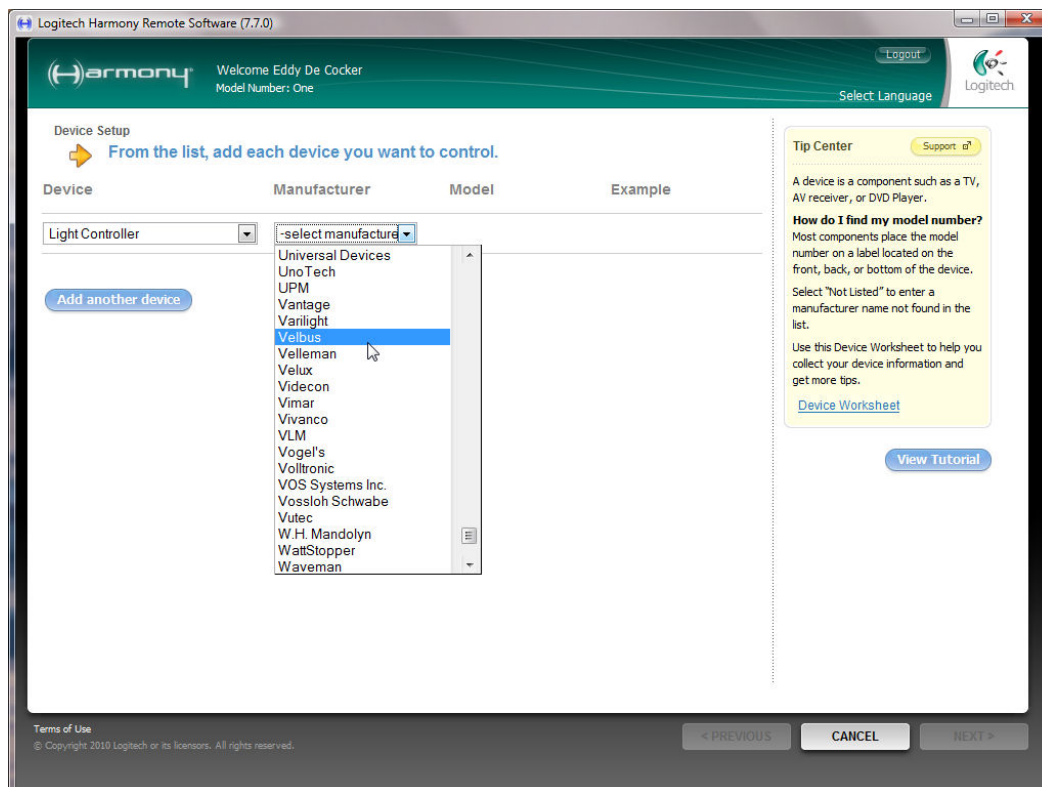 Logitech Harmony Remote Software (7.7.0)
Harmony
Welcome Eddy De Cocker
Model Number: One
Logout
Select Language
Logitech
Device Setup
From the list, add each device you want to control.
Device Manufacturer Model Example
Light Controller -select manufacture
Universal Devices
UnoTech
UPM
Vantage
Varilight
Velbus
Velleman
Velux
Videcon
Vimar
Vivanco
VLM
Vogel's
Volltronic
VOS Systems Inc.
Vossloh Schwabe
Vutec
W.H. Mandolyn
WattStopper
Waveman
Add another device
Tip Center
Support
A device is a component such as a TV,
AV receiver, or DVD Player.
How do I find my model number?
Most components place the model
number on a label located on the
front, back, or bottom of the device.
Select "Not Listed" to enter a
manufacturer name not found in the
list.
Use this Device Worksheet to help you
collect your device information and
get more tips.
Device Worksheet
View Tutorial
Terms of Use
© Copyright 2010 Logitech or its licensors. All rights reserved.
< PREVIOUS
CANCEL
NEXT >